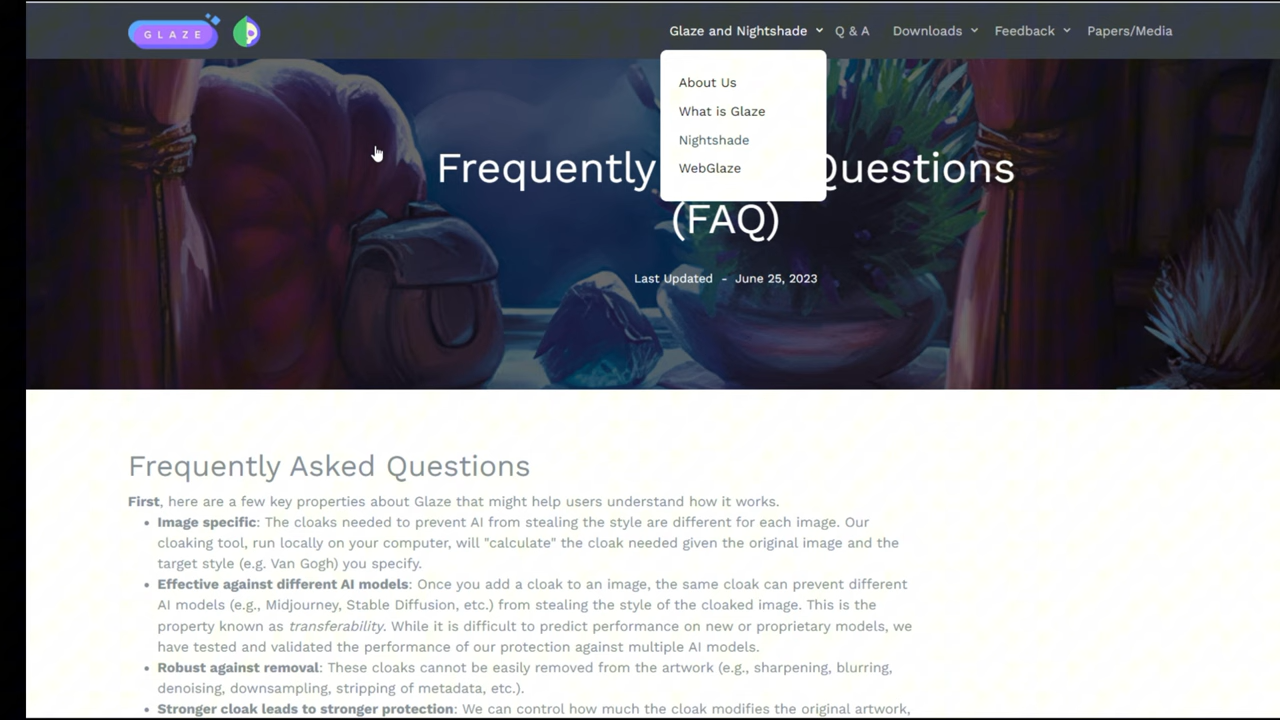 GLAZE
Glaze and Nightshade Q & A Downloads Feedback Papers/Media
About Us
What is Glaze
Nightshade
WebGlaze
Frequently Questions
(FAQ)
Last Updated - June 25, 2023
Frequently Asked Questions
First, here are a few key properties about Glaze that might help users understand how it works.
• Image specific: The cloaks needed to prevent AI from stealing the style are different for each image. Our
cloaking tool, run locally on your computer, will "calculate" the cloak needed given the original image and the
target style (e.g. Van Gogh) you specify.
• Effective against different AI models: Once you add a cloak to an image, the same cloak can prevent different
AI models (e.g., Midjourney, Stable Diffusion, etc.) from stealing the style of the cloaked image. This is the
property known as transferability. While it is difficult to predict performance on new or proprietary models, we
have tested and validated the performance of our protection against multiple AI models.
• Robust against removal: These cloaks cannot be easily removed from the artwork (e.g., sharpening, blurring,
denoising, downsampling, stripping of metadata, etc.).
• Stronger cloak leads to stronger protection: We can control how much the cloak modifies the original artwork,